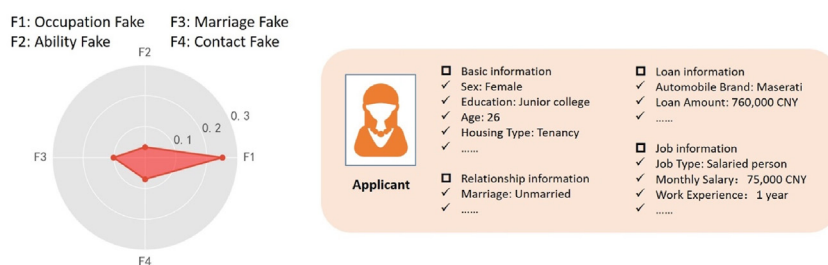 F1: Occupation Fake F3: Marriage Fake
F2: Ability Fake F4: Contact Fake
F2
0. 3
0. 2
0. 1
F3
F1
F4
Applicant
Basic information
Sex: Female
Education: Junior college
Age: 26
Housing Type: Tenancy
......
Relationship information
Marriage: Unmarried
......
Loan information
Automobile Brand: Maserati
Loan Amount: 760,000 CNY
......
Job information
Job Type: Salaried person
Monthly Salary： 75,000 CNY
Work Experience： 1 year
......